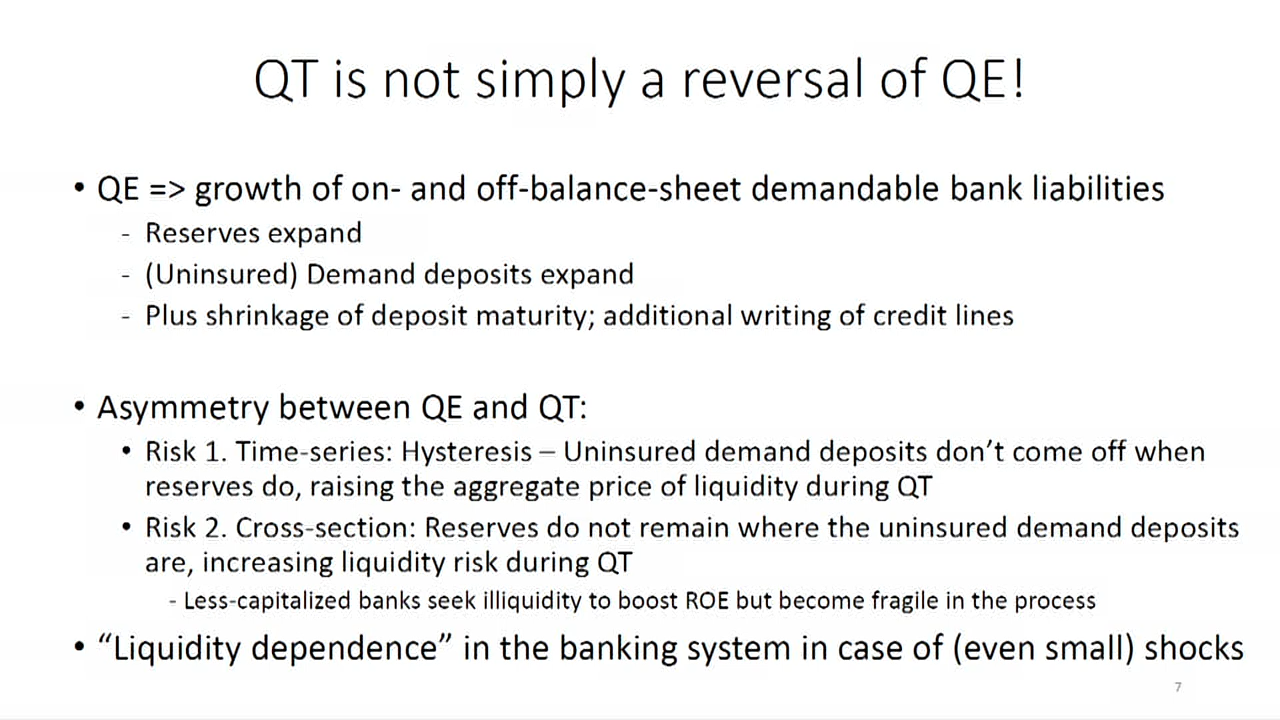 QT is not simply a reversal of QE!
• QE => growth of on- and off-balance-sheet demandable bank liabilities
- Reserves expand
- (Uninsured) Demand deposits expand
- Plus shrinkage of deposit maturity; additional writing of credit lines
• Asymmetry between QE and QT:
• Risk 1. Time-series: Hysteresis – Uninsured demand deposits don’t come off when
reserves do, raising the aggregate price of liquidity during QT
• Risk 2. Cross-section: Reserves do not remain where the uninsured demand deposits
are, increasing liquidity risk during QT
- Less-capitalized banks seek illiquidity to boost ROE but become fragile in the process
• “Liquidity dependence” in the banking system in case of (even small) shocks
7